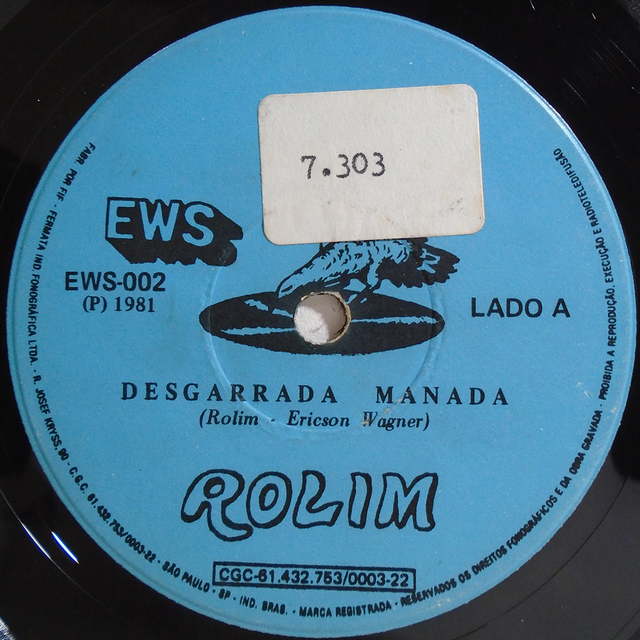 7.303
EWS
EWS-002
(P) 1981
LADO A
DESGARRADA MANADA
(Rolim - Ericson Wagner)
ROLIM
CGC-61.432.753/0003-22
FABR. POR F/F - FERMATA IND. FONOGRÁFICA LTDA. - R. JOSEF KRYSS, 90 - C.G.C. 61.432.753/0003-22 - SÃO PAULO - SP - IND. BRAS. - MARCA REGISTRADA - RESERVADOS OS DIREITOS FONOGRÁFICOS E DA OBRA GRAVADA - PROIBIDA A REPRODUÇÃO, EXECUÇÃO E RADIOTELEDIFUSÃO